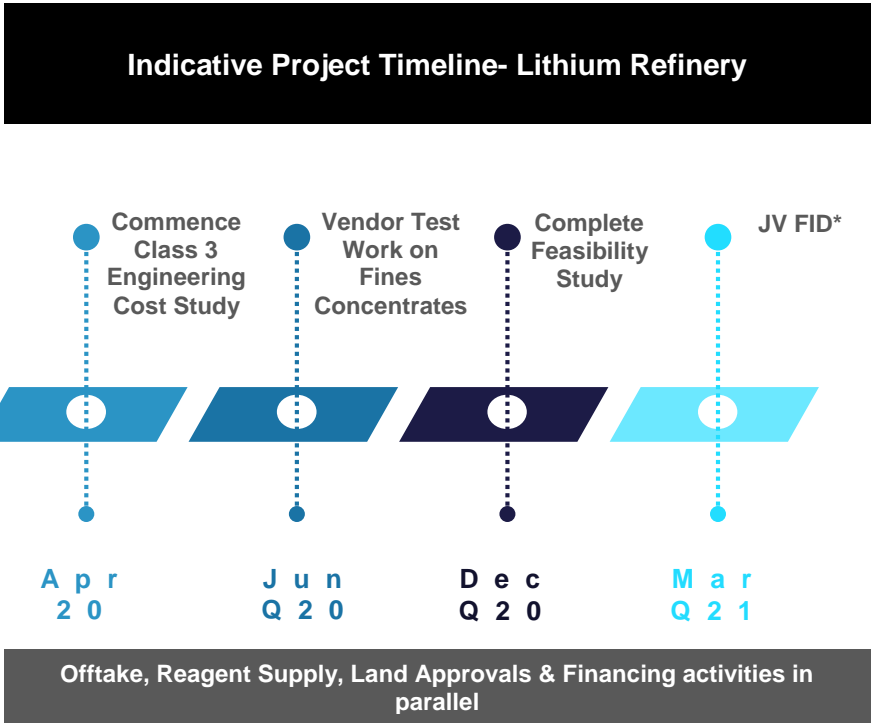 Indicative Project Timeline- Lithium Refinery
Commence
Class 3
Engineering
Cost Study
Vendor Test
Work on
Fines
Concentrates
Complete
Feasibility
Study
JV FID*
Apr
20
Jun
Q20
Dec
Q20
Mar
Q21
Offtake, Reagent Supply, Land Approvals & Financing activities in
parallel